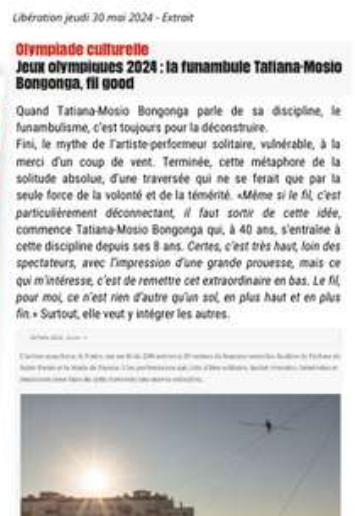 Libération jeudi 30 mai 2024 - Extrait
Olympiade culturelle
Jeux olympiques 2024 : la funambule Tatiana-Mosio
Bongonga, fil good
Quand Tatiana-Mosio Bongonga parle de sa discipline, le
funambulisme, c'est toujours pour la déconstruire.
Fini, le mythe de l'artiste-performeur solitaire, vulnérable, à la
merci d'un coup de vent. Terminée, cette métaphore de la
solitude absolue, d'une traversée qui ne se ferait que par la
seule force de la volonté et de la témérité. «Même si le fil, c'est
particulièrement déconnectant, il faut sortir de cette idée,
commence Tatiana-Mosio Bongonga qui, à 40 ans, s'entraîne à
cette discipline depuis ses 8 ans. Certes, c'est très haut, loin des
spectateurs, avec l'impression d'une grande prouesse, mais ce
qui m'intéresse, c'est de remettre cet extraordinaire en bas. Le fil,
pour moi, ce n'est rien d'autre qu'un sol, en plus haut et en plus
fin.» Surtout, elle veut y intégrer les autres.